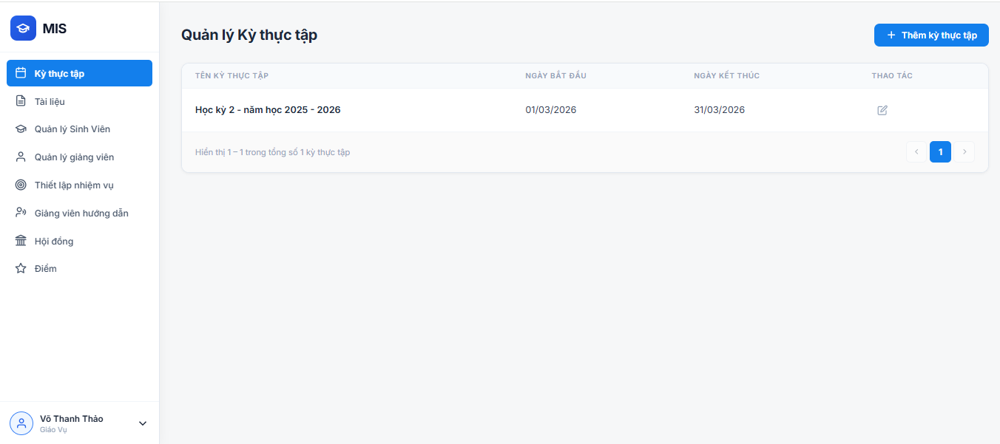 MIS
Kỳ thực tập
Tài liệu
Quản lý Sinh Viên
Quản lý giảng viên
Thiết lập nhiệm vụ
Giảng viên hướng dẫn
Hội đồng
Điểm
Võ Thanh Thảo
Giáo Vụ
Quản lý Kỳ thực tập
+ Thêm kỳ thực tập
TÊN KỲ THỰC TẬP NGÀY BẮT ĐẦU NGÀY KẾT THÚC THAO TÁC
Học kỳ 2 - năm học 2025 - 2026 01/03/2026 31/03/2026
Hiển thị 1 – 1 trong tổng số 1 kỳ thực tập ‹ 1 ›